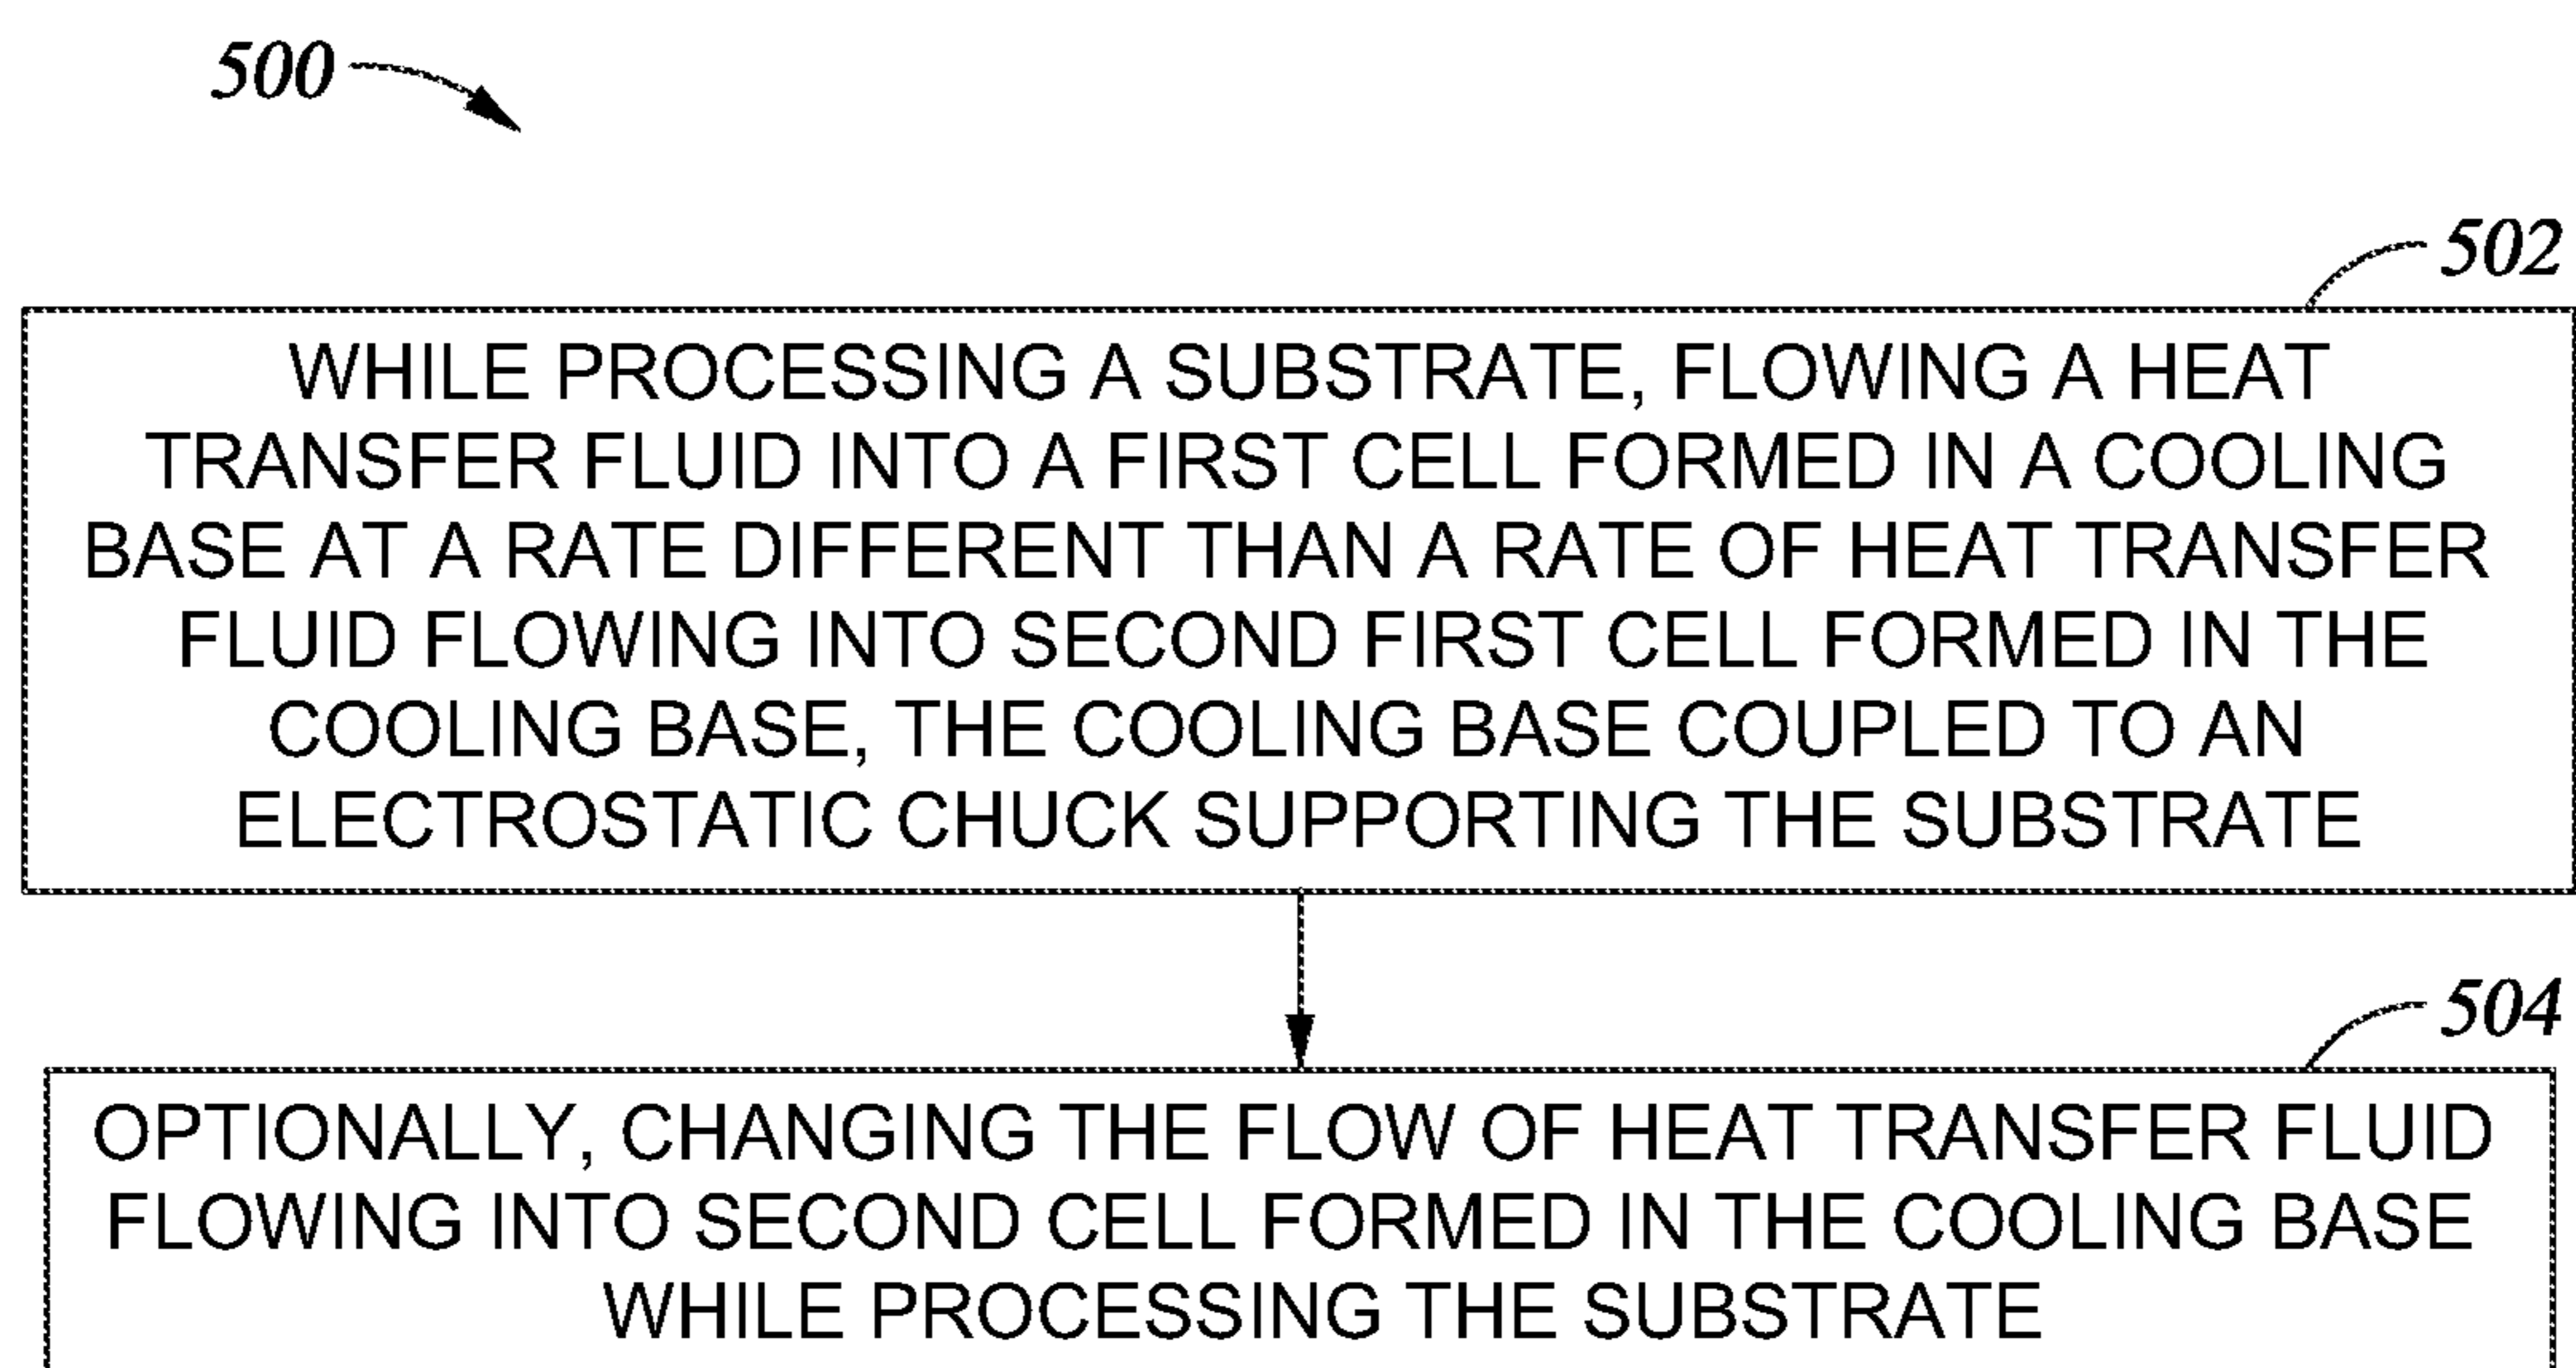 500
502
WHILE PROCESSING A SUBSTRATE, FLOWING A HEAT
TRANSFER FLUID INTO A FIRST CELL FORMED IN A COOLING
BASE AT A RATE DIFFERENT THAN A RATE OF HEAT TRANSFER
FLUID FLOWING INTO SECOND FIRST CELL FORMED IN THE
COOLING BASE, THE COOLING BASE COUPLED TO AN
ELECTROSTATIC CHUCK SUPPORTING THE SUBSTRATE
504
OPTIONALLY, CHANGING THE FLOW OF HEAT TRANSFER FLUID
FLOWING INTO SECOND CELL FORMED IN THE COOLING BASE
WHILE PROCESSING THE SUBSTRATE